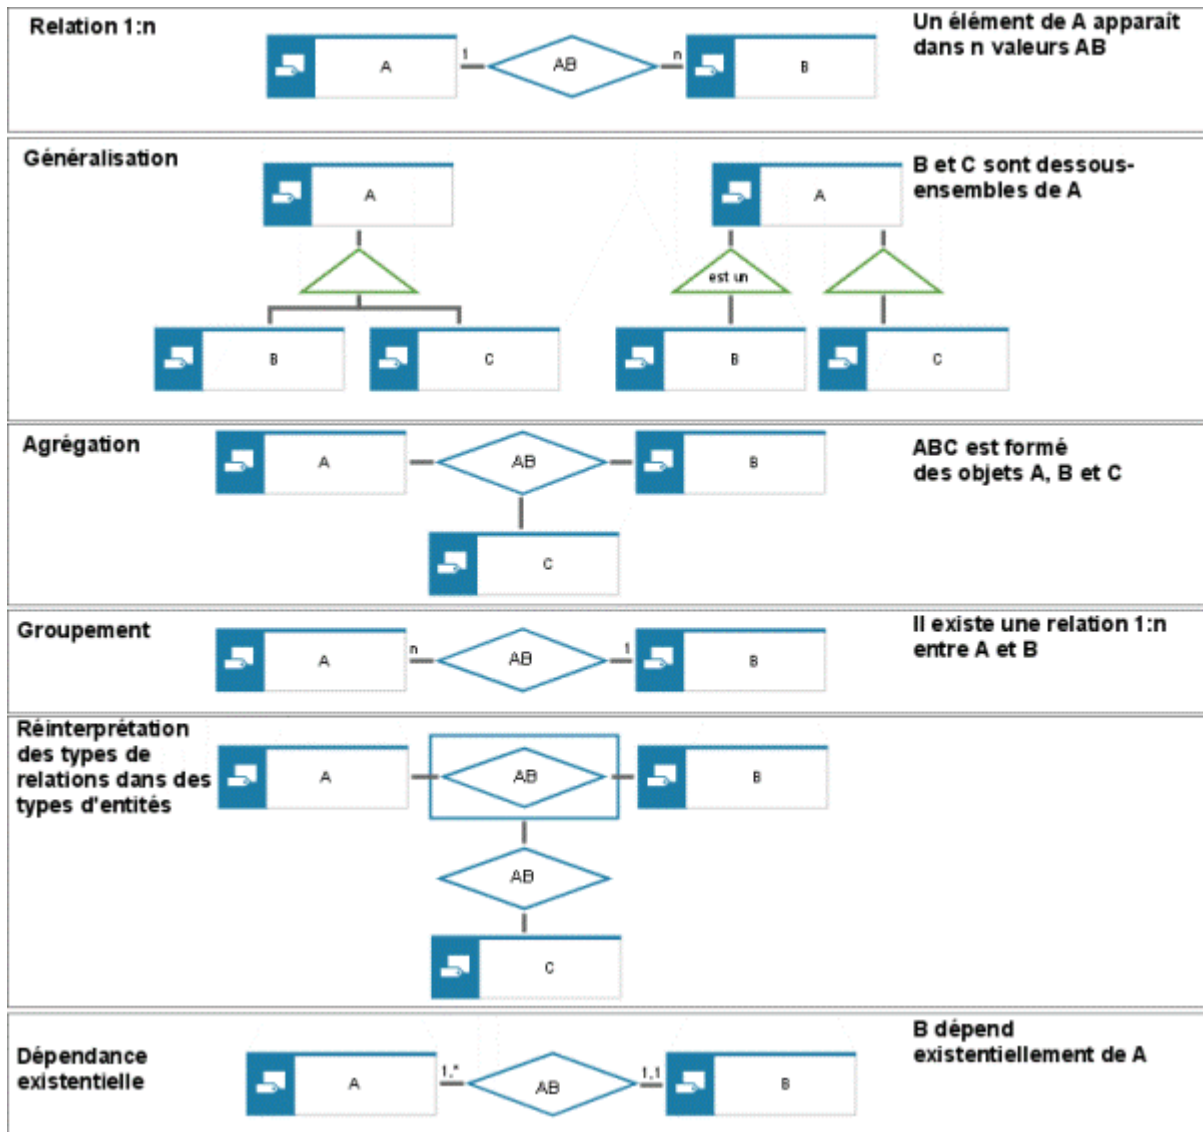 Relation 1:n
Un élément de A apparaît
dans n valeurs AB
A
1
AB
n
B
Généralisation
B et C sont dessous-
ensembles de A
A
A
est un
B
C
B
C
Agrégation
ABC est formé
des objets A, B et C
A
AB
B
C
Groupement
Il existe une relation 1:n
entre A et B
A
n
AB
1
B
Réinterprétation
des types de
relations dans des
types d'entités
A
AB
B
AB
C
Dépendance
existentielle
B dépend
existentiellement de A
A
1,*
AB
1,1
B